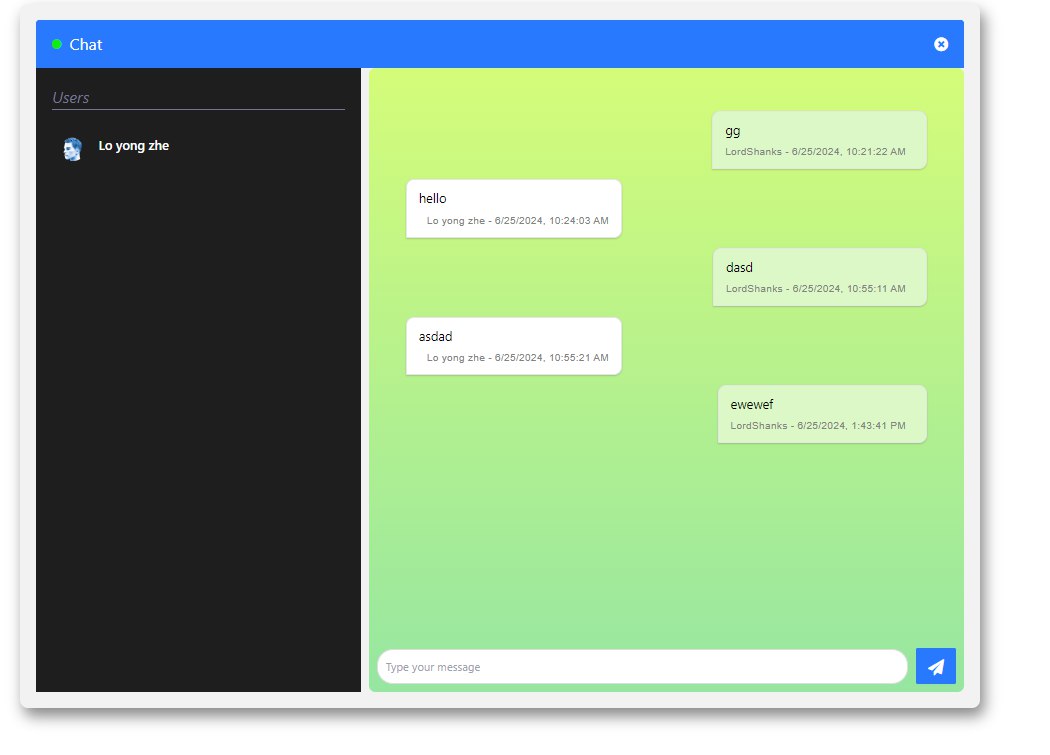 Chat
Users
Lo yong zhe
gg
LordShanks - 6/25/2024, 10:21:22 AM
hello
Lo yong zhe - 6/25/2024, 10:24:03 AM
dasd
LordShanks - 6/25/2024, 10:55:11 AM
asdad
Lo yong zhe - 6/25/2024, 10:55:21 AM
ewewef
LordShanks - 6/25/2024, 1:43:41 PM
Type your message